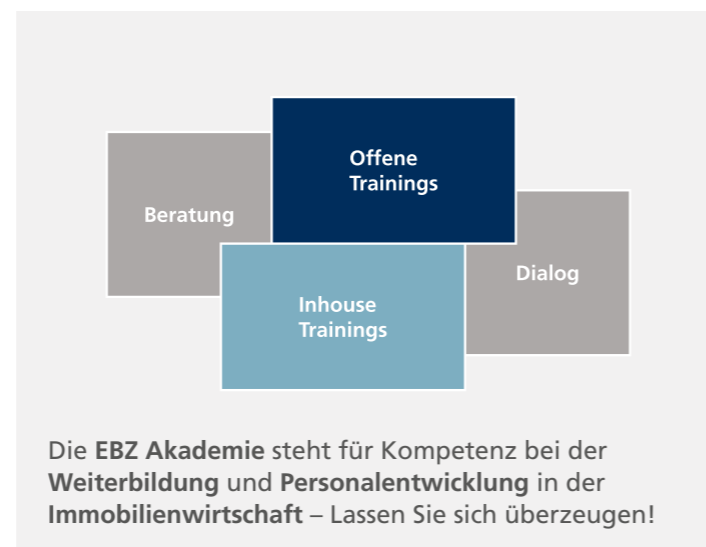 Offene
Trainings
Beratung
Dialog
Inhouse
Trainings
Die EBZ Akademie steht für Kompetenz bei der
Weiterbildung und Personalentwicklung in der
Immobilienwirtschaft – Lassen Sie sich überzeugen!